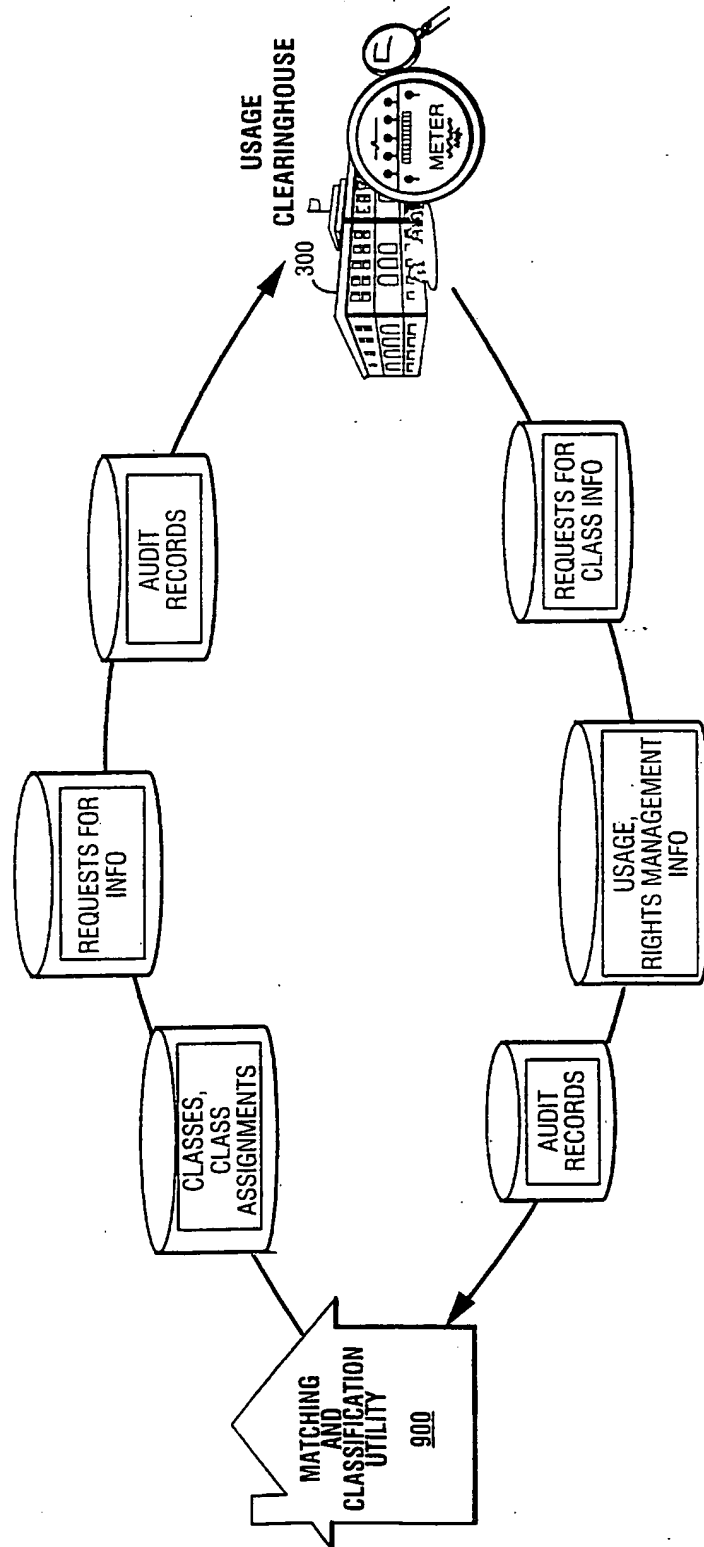 MATCHING
AND
CLASSIFICATION
UTILITY
900
CLASSES,
CLASS
ASSIGNMENTS
REQUESTS FOR
INFO
AUDIT
RECORDS
USAGE
CLEARINGHOUSE
300
METER
REQUESTS FOR
CLASS INFO
USAGE,
RIGHTS MANAGEMENT
INFO
AUDIT
RECORDS